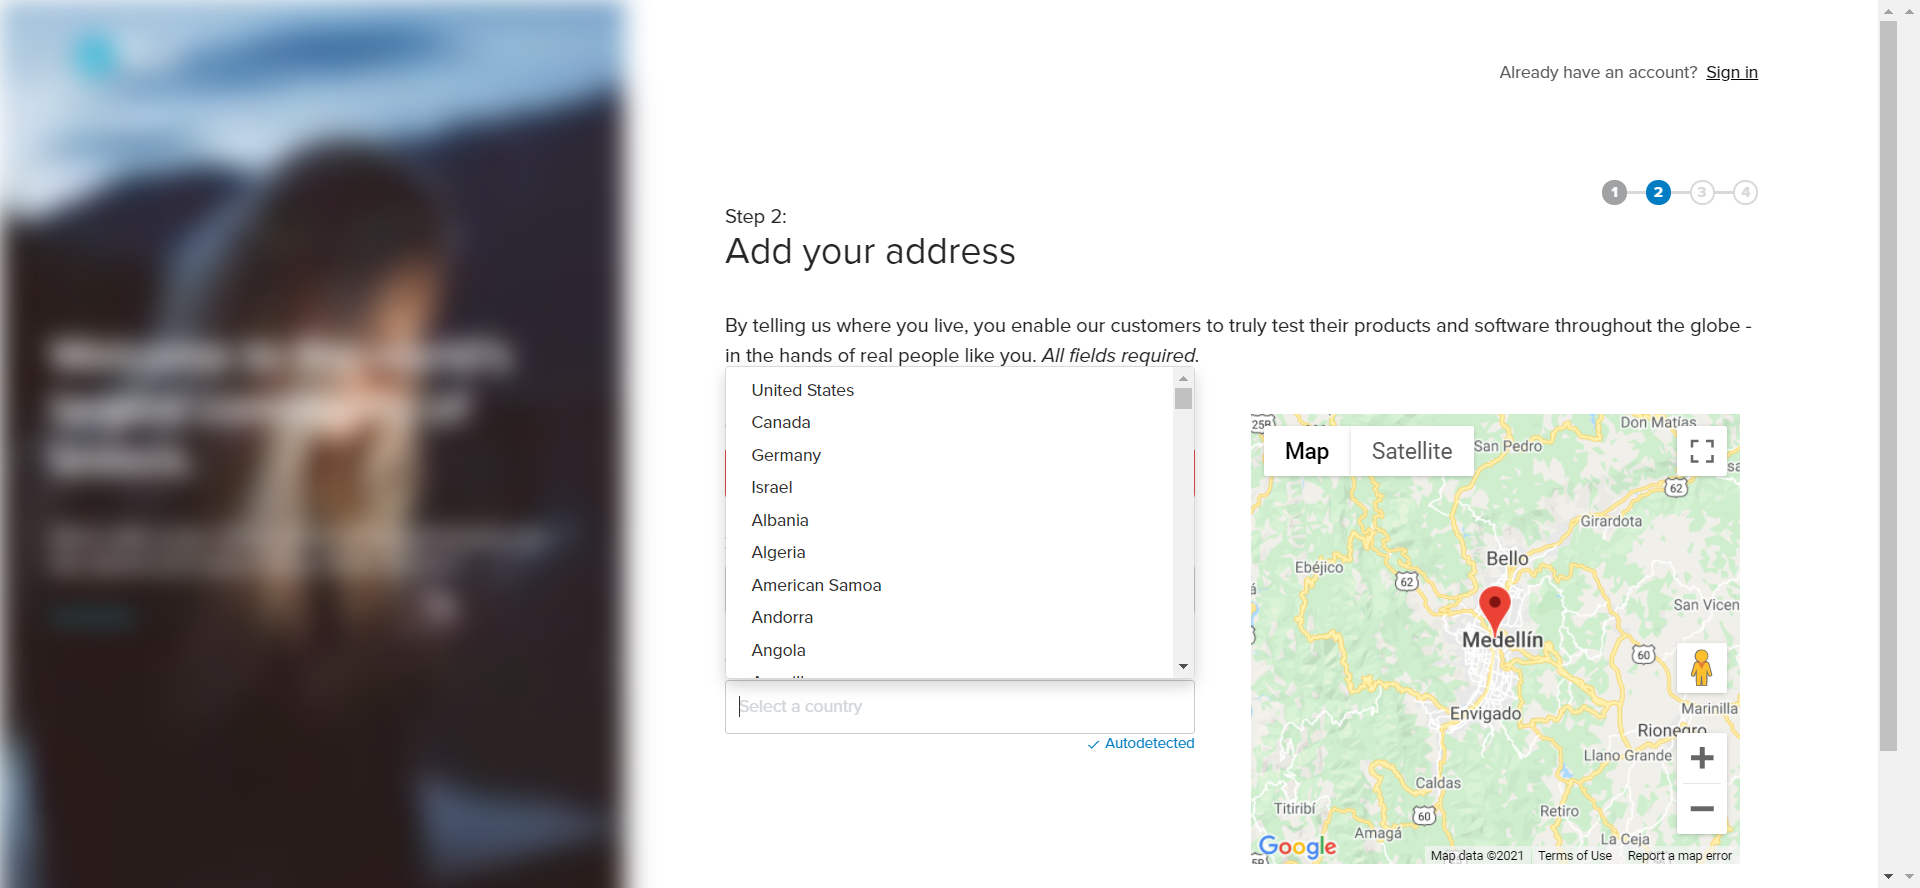 Already have an account? Sign in
1 2 3 4
Step 2:
Add your address
By telling us where you live, you enable our customers to truly test their products and software throughout the globe -
in the hands of real people like you. All fields required.
United States
Canada
Germany
Israel
Albania
Algeria
American Samoa
Andorra
Angola
Select a country
Autodetected
25B
Map
Satellite
Don Matías
San Pedro
62
Girardota
Bello
Ebéjico
62
San Vicen
Medellín
60
Marinilla
Envigado
Rionegro
Llano Grande
Caldas
Titiribí
60
Retiro
Amagá
La Ceja
Google
Map data ©2021
Terms of Use
Report a map error